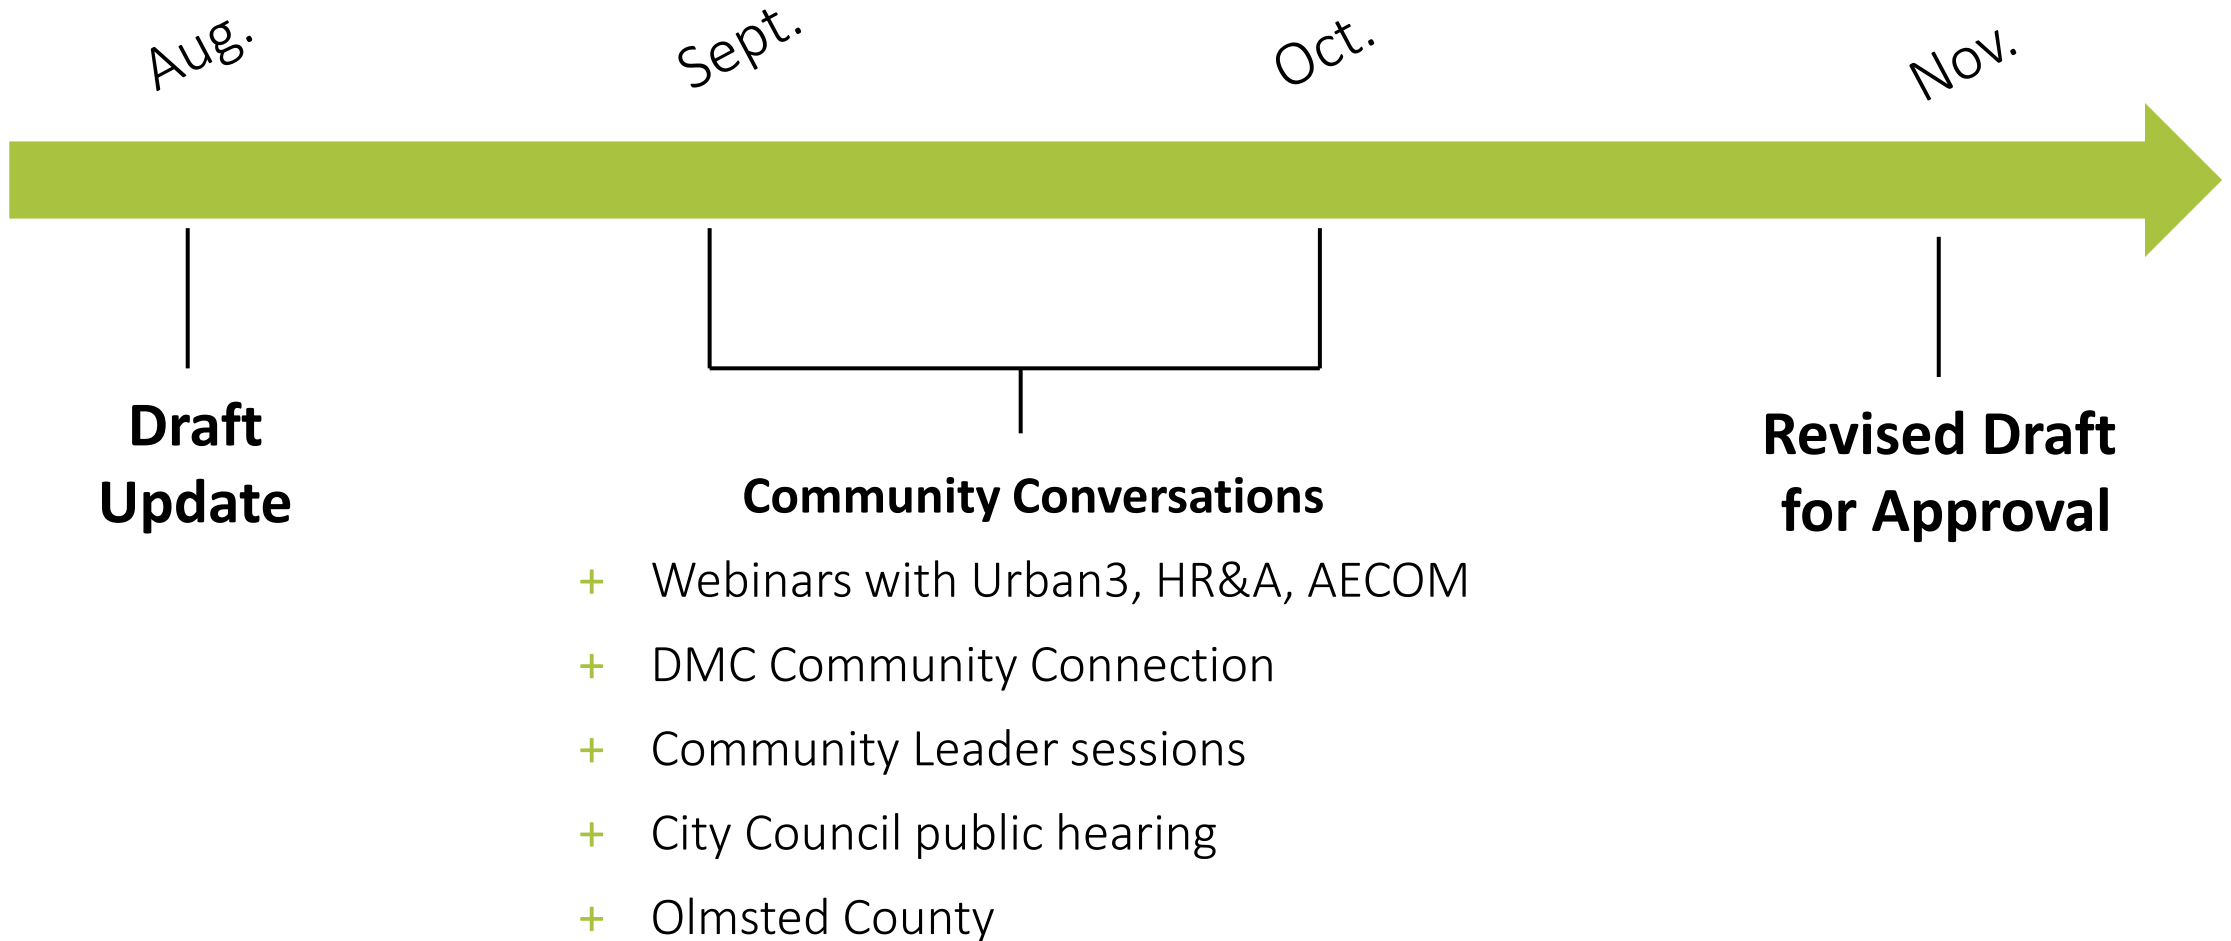 Aug.
Sept.
Oct.
Nov.
Draft
Update
Community Conversations
+ Webinars with Urban3, HR&A, AECOM
+ DMC Community Connection
+ Community Leader sessions
+ City Council public hearing
+ Olmsted County
Revised Draft
for Approval